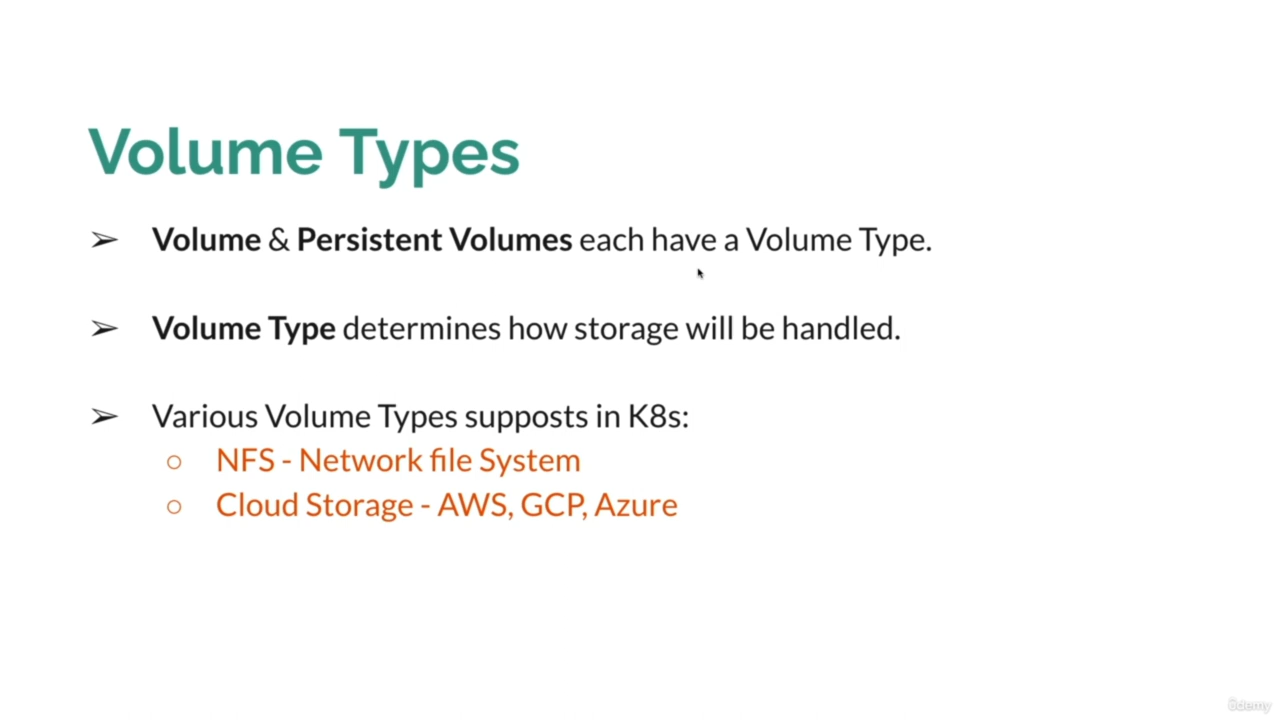 Volume Types
➢ Volume & Persistent Volumes each have a Volume Type.
➢ Volume Type determines how storage will be handled.
➢ Various Volume Types supposts in K8s:
○ NFS - Network file System
○ Cloud Storage - AWS, GCP, Azure
ûdemy